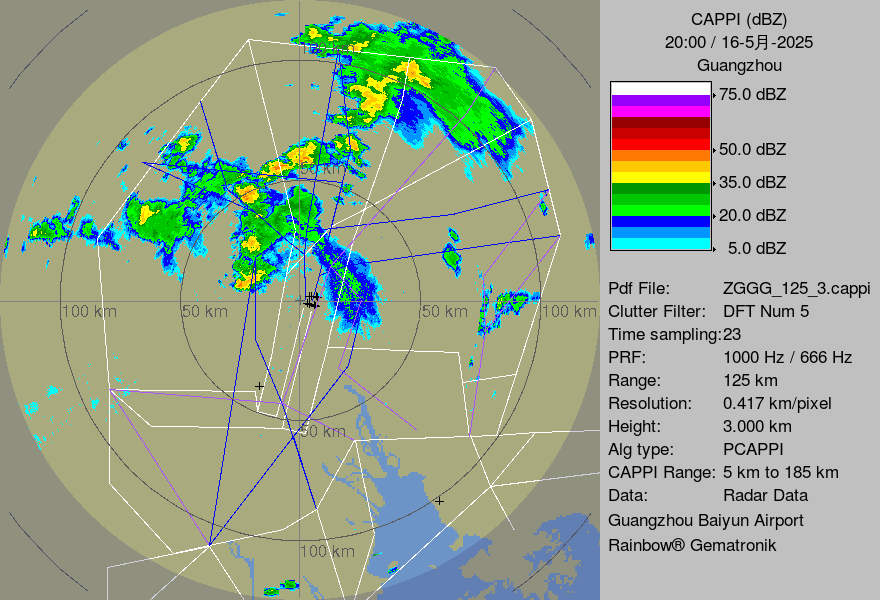 CAPPI (dBZ)
20:00 / 16-5月-2025
Guangzhou
75.0 dBZ
50.0 dBZ
35.0 dBZ
20.0 dBZ
5.0 dBZ
Pdf File: ZGGG_125_3.cappi
Clutter Filter: DFT Num 5
Time sampling:23
PRF: 1000 Hz / 666 Hz
Range: 125 km
Resolution: 0.417 km/pixel
Height: 3.000 km
Alg type: PCAPPI
CAPPI Range: 5 km to 185 km
Data: Radar Data
Guangzhou Baiyun Airport
Rainbow® Gematronik
50 km
100 km
50 km
50 km
100 km
50 km
100 km